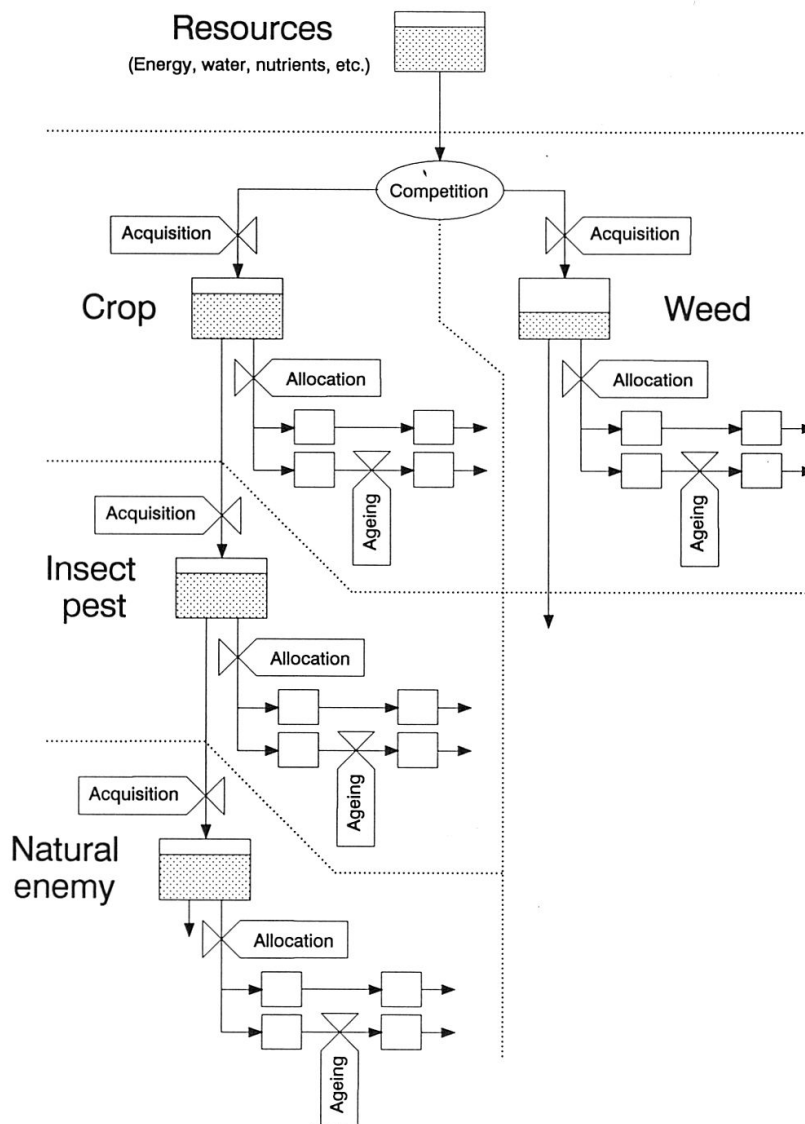 Resources
(Energy, water, nutrients, etc.)
Competition
Acquisition
Acquisition
Crop
Weed
Allocation
Allocation
Ageing
Ageing
Acquisition
Insect
pest
Allocation
Ageing
Acquisition
Natural
enemy
Allocation
Ageing